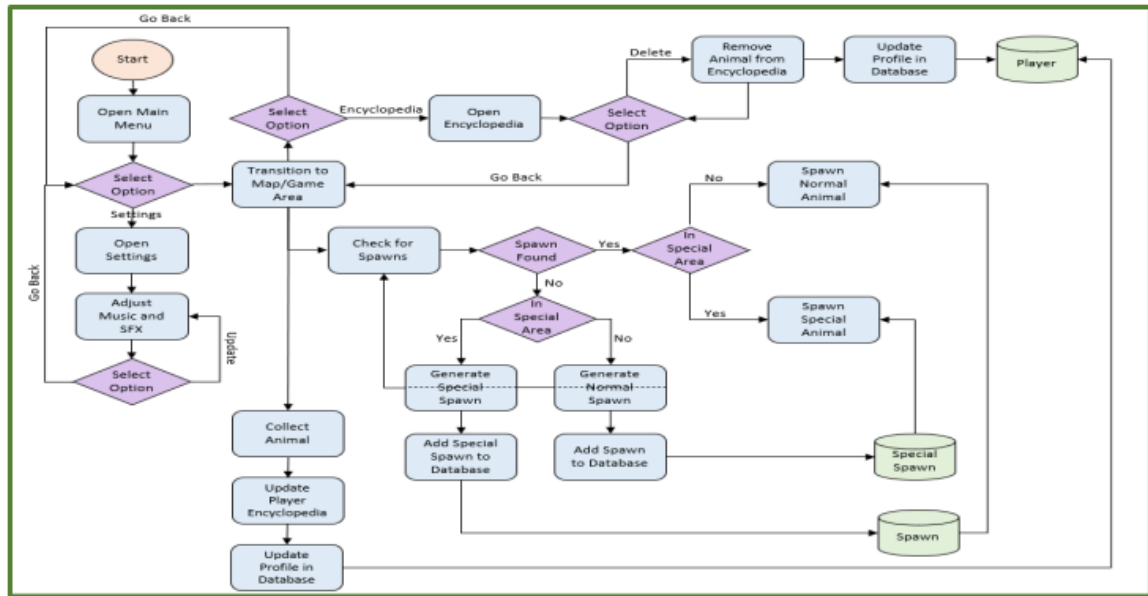 Go Back
Start
Open Main
Menu
Select
Option
Settings
Open
Settings
Adjust
Music and
SFX
Update
Select
Option
Go Back
Select
Option
Encyclopedia
Open
Encyclopedia
Select
Option
Delete
Remove
Animal from
Encyclopedia
Update
Profile in
Database
Player
Transition to
Map/Game
Area
Go Back
Check for
Spawns
Spawn
Found
Yes
In
Special
Area
No
Spawn
Normal
Animal
Yes
Spawn
Special
Animal
No
In
Special
Area
Yes
No
Generate
Special
Spawn
Generate
Normal
Spawn
Add Special
Spawn to
Database
Add Spawn
to Database
Special
Spawn
Spawn
Collect
Animal
Update
Player
Encyclopedia
Update
Profile in
Database